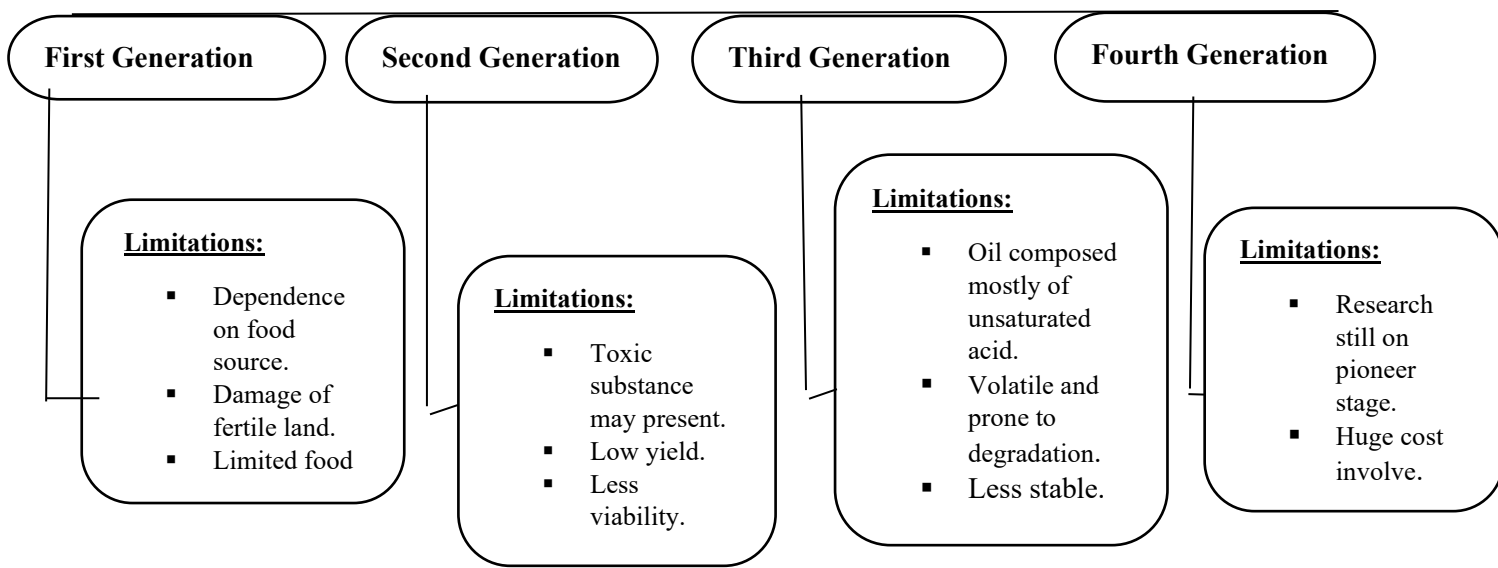 First Generation
Second Generation
Third Generation
Fourth Generation
Limitations:
▪ Dependence
on food
source.
▪ Damage of
fertile land.
▪ Limited food
Limitations:
▪ Toxic
substance
may present.
▪ Low yield.
▪ Less
viability.
Limitations:
▪ Oil composed
mostly of
unsaturated
acid.
▪ Volatile and
prone to
degradation.
▪ Less stable.
Limitations:
▪ Research
still on
pioneer
stage.
▪ Huge cost
involve.